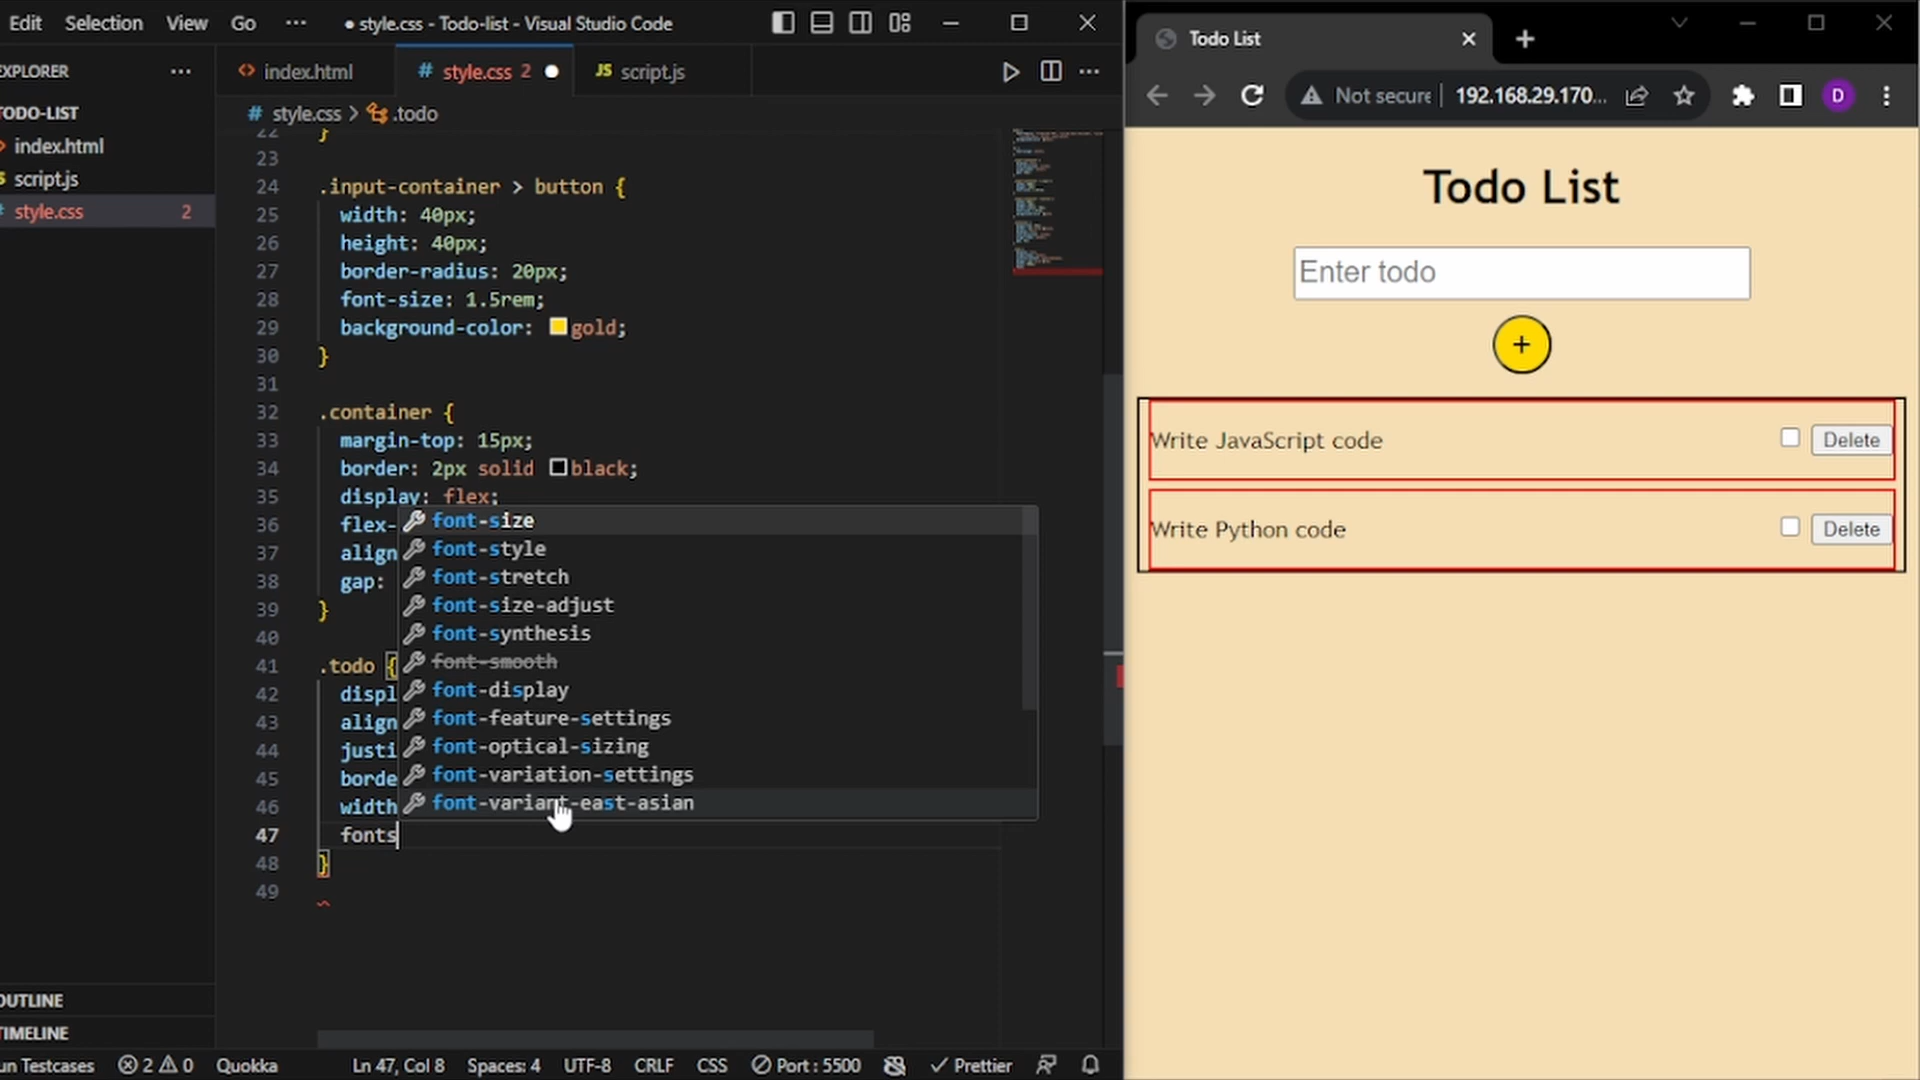 Edit Selection View Go ··· ● style.css - Todo-list - Visual Studio Code
EXPLORER ···
index.html
# style.css 2 ●
JS script.js
TODO-LIST
index.html
script.js
# style.css 2
# style.css > .todo
22 }
23
24 .input-container > button {
25 width: 40px;
26 height: 40px;
27 border-radius: 20px;
28 font-size: 1.5rem;
29 background-color: gold;
30 }
31
32 .container {
33 margin-top: 15px;
34 border: 2px solid black;
35 display: flex;
36 flex-
37 align
38 gap:
39 }
40
41 .todo {
42 displ
43 align
44 justi
45 borde
46 width
47 fonts
48 }
49
font-size
font-style
font-stretch
font-size-adjust
font-synthesis
font-smooth
font-display
font-feature-settings
font-optical-sizing
font-variation-settings
font-variant-east-asian
OUTLINE
TIMELINE
un Testcases 2 0 Quokka Ln 47, Col 8 Spaces: 4 UTF-8 CRLF CSS Port : 5500 Prettier
Todo List
Not secure 192.168.29.170... D
Todo List
Enter todo
+
Write JavaScript code Delete
Write Python code Delete